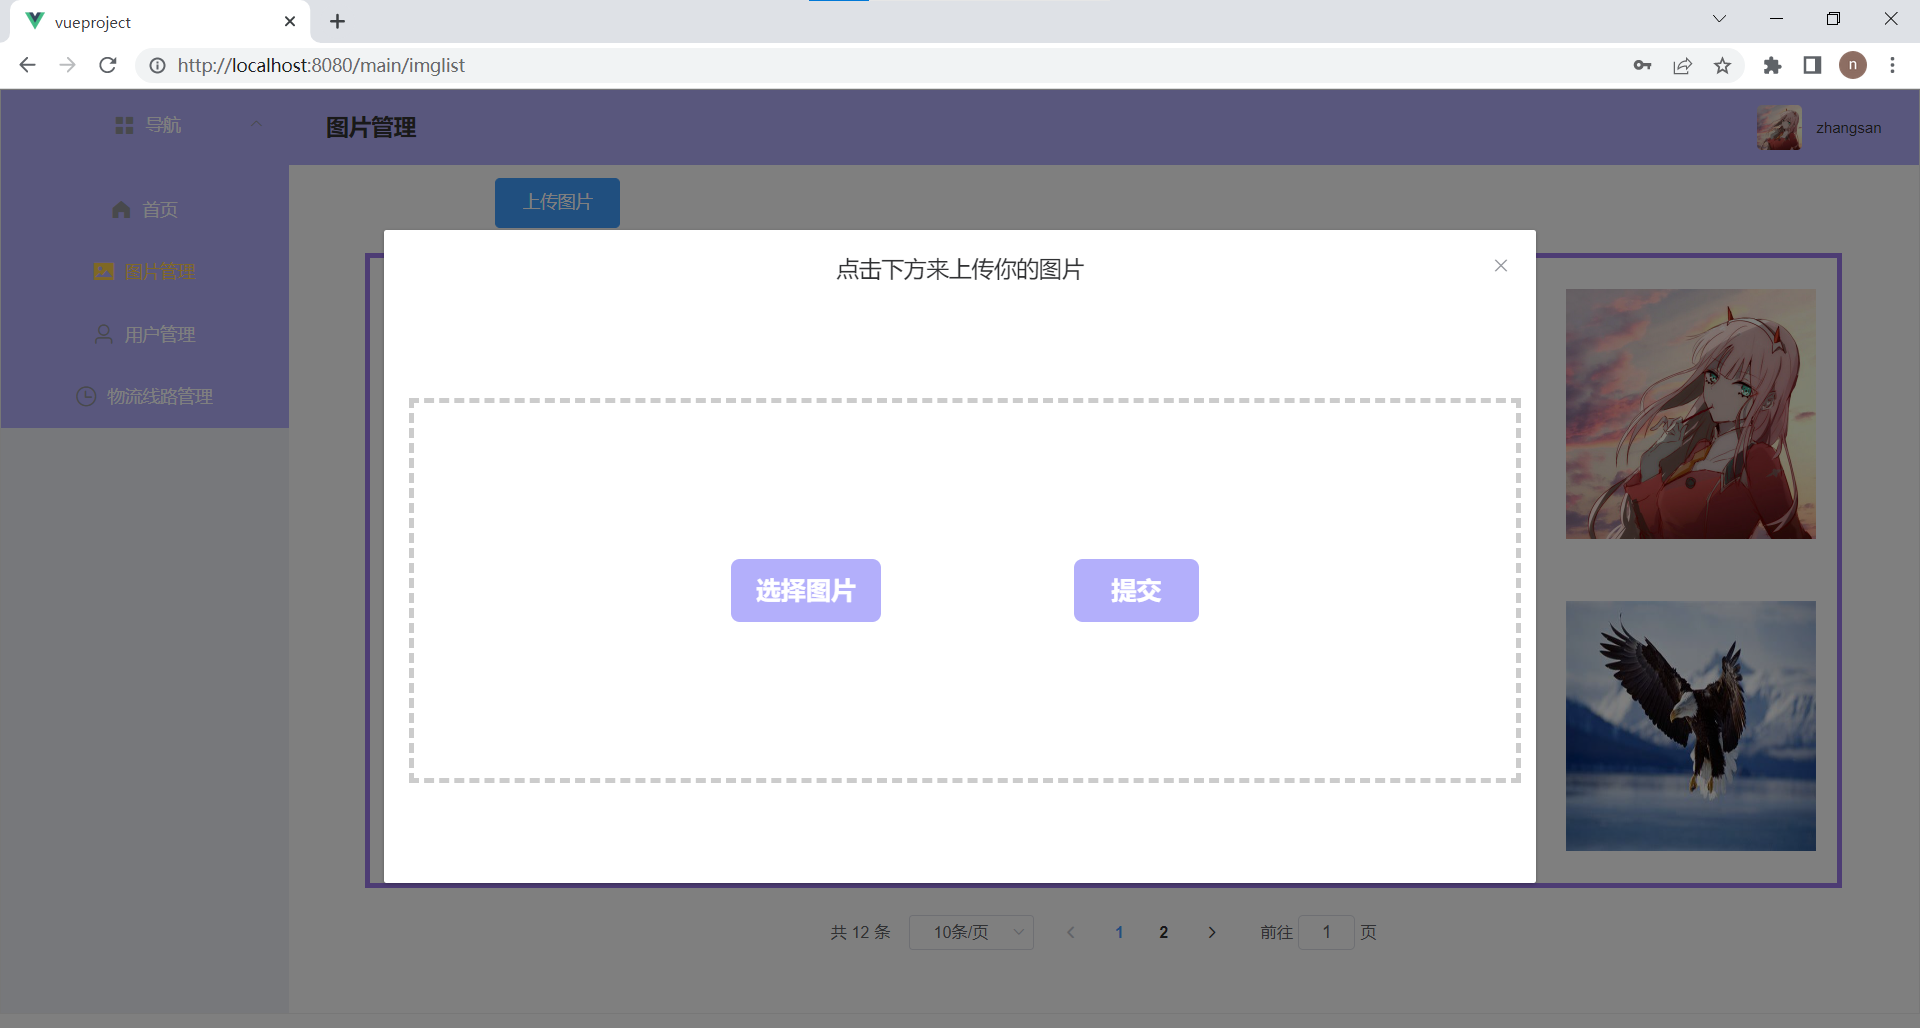 vueproject
http://localhost:8080/main/imglist
n
导航
图片管理
zhangsan
首页
图片管理
用户管理
物流线路管理
上传图片
点击下方来上传你的图片
选择图片
提交
共 12 条
10条/页
1
2
前往 1 页